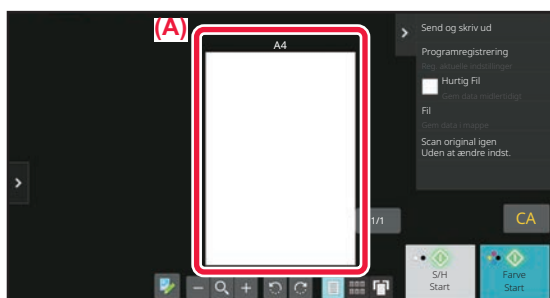 (A)
A4
Send og skriv ud
Programregistrering
Reg. aktuelle indstillinger
Hurtig Fil
Gem data midlertidigt
Fil
Gem data i mappe
Scan original igen
Uden at ændre indst.
1/1
CA
S/H
Start
Farve
Start